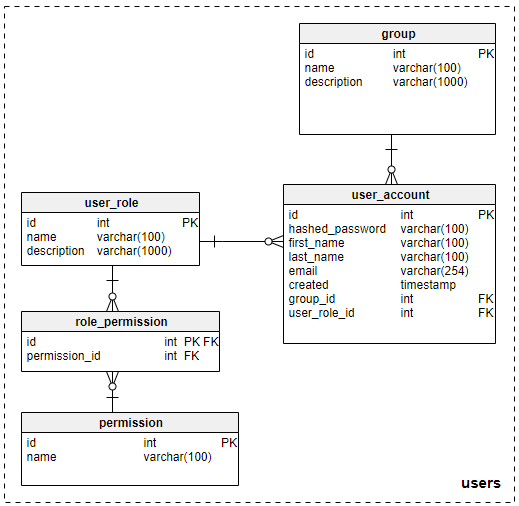 group
id int PK
name varchar(100)
description varchar(1000)
user_role
id int PK
name varchar(100)
description varchar(1000)
user_account
id int PK
hashed_password varchar(100)
first_name varchar(100)
last_name varchar(100)
email varchar(254)
created timestamp
group_id int FK
user_role_id int FK
role_permission
id int PK FK
permission_id int FK
permission
id int PK
name varchar(100)
users